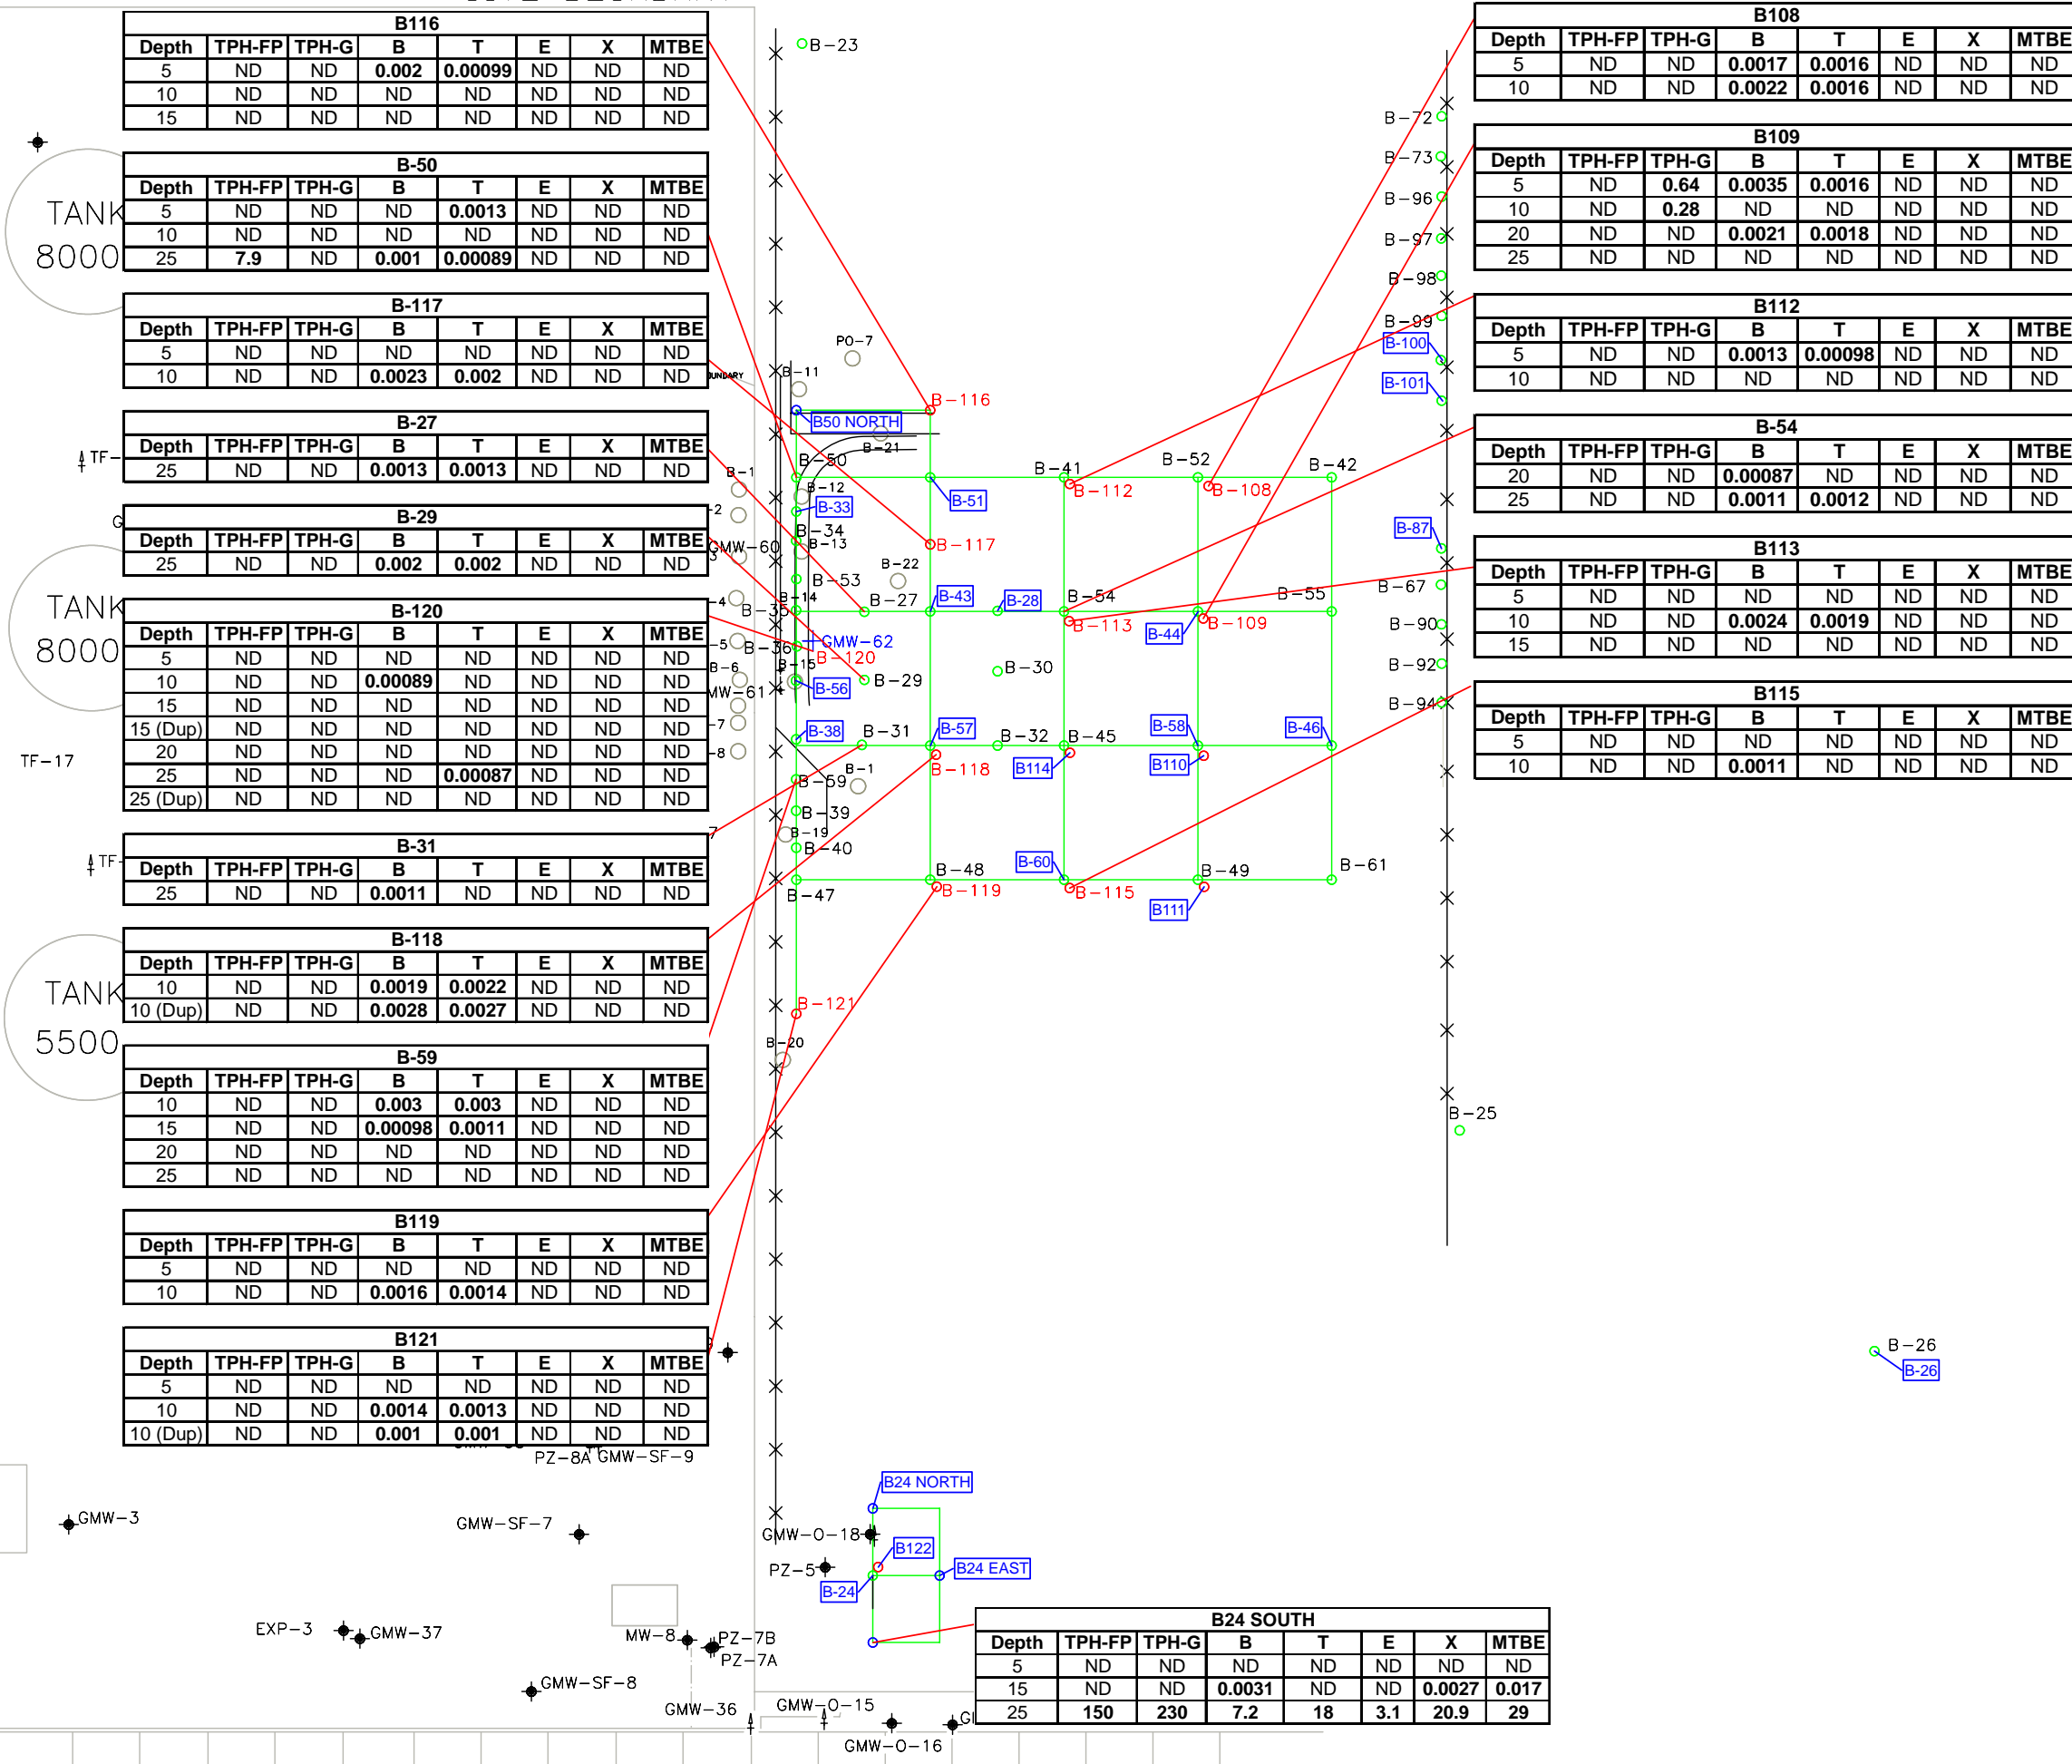 B116
Depth TPH-FP TPH-G B T E X MTBE
5 ND ND 0.002 0.00099 ND ND ND
10 ND ND ND ND ND ND ND
15 ND ND ND ND ND ND ND
B-50
Depth TPH-FP TPH-G B T E X MTBE
5 ND ND ND 0.0013 ND ND ND
10 ND ND ND ND ND ND ND
25 7.9 ND 0.001 0.00089 ND ND ND
B-117
Depth TPH-FP TPH-G B T E X MTBE
5 ND ND ND ND ND ND ND
10 ND ND 0.0023 0.002 ND ND ND
B-27
Depth TPH-FP TPH-G B T E X MTBE
25 ND ND 0.0013 0.0013 ND ND ND
B-29
Depth TPH-FP TPH-G B T E X MTBE
25 ND ND 0.002 0.002 ND ND ND
B-120
Depth TPH-FP TPH-G B T E X MTBE
5 ND ND ND ND ND ND ND
10 ND ND 0.00089 ND ND ND ND
15 ND ND ND ND ND ND ND
15 (Dup) ND ND ND ND ND ND ND
20 ND ND ND ND ND ND ND
25 ND ND ND 0.00087 ND ND ND
25 (Dup) ND ND ND ND ND ND ND
B-31
Depth TPH-FP TPH-G B T E X MTBE
25 ND ND 0.0011 ND ND ND ND
B-118
Depth TPH-FP TPH-G B T E X MTBE
10 ND ND 0.0019 0.0022 ND ND ND
10 (Dup) ND ND 0.0028 0.0027 ND ND ND
B-59
Depth TPH-FP TPH-G B T E X MTBE
10 ND ND 0.003 0.003 ND ND ND
15 ND ND 0.00098 0.0011 ND ND ND
20 ND ND ND ND ND ND ND
25 ND ND ND ND ND ND ND
B119
Depth TPH-FP TPH-G B T E X MTBE
5 ND ND ND ND ND ND ND
10 ND ND 0.0016 0.0014 ND ND ND
B121
Depth TPH-FP TPH-G B T E X MTBE
5 ND ND ND ND ND ND ND
10 ND ND 0.0014 0.0013 ND ND ND
10 (Dup) ND ND 0.001 0.001 ND ND ND
TANK
8000
TANK
8000
TF-17
TANK
5500
TF-
TF-
B-23
PO-7
B-11
B50 NORTH
B-116
B-21
B-50
B-1
B-12
B-33
B-51
B-41
B-112
B-52
B-108
B-42
-2
B-34
GMW-60
B-13
B-117
B-22
B-53
-4
B-14
B-35
B-27
B-43
B-28
B-54
B-113
B-44
B-109
B-55
-5
B-36
GMW-62
B-120
B-6
B-15
B-56
B-29
B-30
MW-61
-7
-8
B-38
B-31
B-57
B-118
B-32
B-45
B114
B-58
B110
B-46
B-59
B-1
B-39
B-19
B-40
B-47
B-48
B-119
B-60
B-115
B-49
B111
B-61
B-121
B-20
B-72
B-73
B-96
B-97
B-98
B-99
B-100
B-101
B-87
B-67
B-90
B-92
B-94
B-25
B-26
B-26
B108
Depth TPH-FP TPH-G B T E X MTBE
5 ND ND 0.0017 0.0016 ND ND ND
10 ND ND 0.0022 0.0016 ND ND ND
B109
Depth TPH-FP TPH-G B T E X MTBE
5 ND 0.64 0.0035 0.0016 ND ND ND
10 ND 0.28 ND ND ND ND ND
20 ND ND 0.0021 0.0018 ND ND ND
25 ND ND ND ND ND ND ND
B112
Depth TPH-FP TPH-G B T E X MTBE
5 ND ND 0.0013 0.00098 ND ND ND
10 ND ND ND ND ND ND ND
B-54
Depth TPH-FP TPH-G B T E X MTBE
20 ND ND 0.00087 ND ND ND ND
25 ND ND 0.0011 0.0012 ND ND ND
B113
Depth TPH-FP TPH-G B T E X MTBE
5 ND ND ND ND ND ND ND
10 ND ND 0.0024 0.0019 ND ND ND
15 ND ND ND ND ND ND ND
B115
Depth TPH-FP TPH-G B T E X MTBE
5 ND ND ND ND ND ND ND
10 ND ND 0.0011 ND ND ND ND
PZ-8A GMW-SF-9
GMW-3
GMW-SF-7
EXP-3
GMW-37
GMW-SF-8
MW-8
PZ-7B
PZ-7A
GMW-36
GMW-O-15
GMW-O-16
B24 NORTH
GMW-O-18
B122
PZ-5
B24 EAST
B-24
B24 SOUTH
Depth TPH-FP TPH-G B T E X MTBE
5 ND ND ND ND ND ND ND
15 ND ND 0.0031 ND ND 0.0027 0.017
25 150 230 7.2 18 3.1 20.9 29